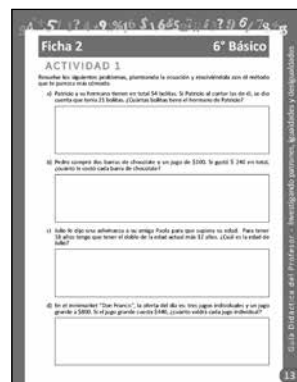 Ficha 2 6° Básico
ACTIVIDAD 1
Resuelve los siguientes problemas, planteando la ecuación y resolviéndola con el método
que te parezca más cómodo.
a) Patricio y su hermano tienen en total 54 bolitas. Si Patricio al contar las de él, se dio
cuenta que tenía 21 bolitas. ¿Cuántas bolitas tiene el hermano de Patricio?
b) Pedro compró dos barras de chocolate y un jugo de $100. Si gastó $ 240 en total,
¿cuánto le costó cada barra de chocolate?
c) Julio le dijo una adivinanza a su amiga Paola para que supiera su edad. Para tener
18 años tengo que tener el doble de la edad actual más 12 años. ¿Cuál es la edad de
Julio?
d) En el minimarket "Don Francis", la oferta del día es: tres jugos individuales y un jugo
grande a $800. Si el jugo grande cuesta $440, ¿cuánto valdrá cada jugo individual?
Guía Didáctica del Profesor - Investigando patrones, igualdades y desigualdades
13